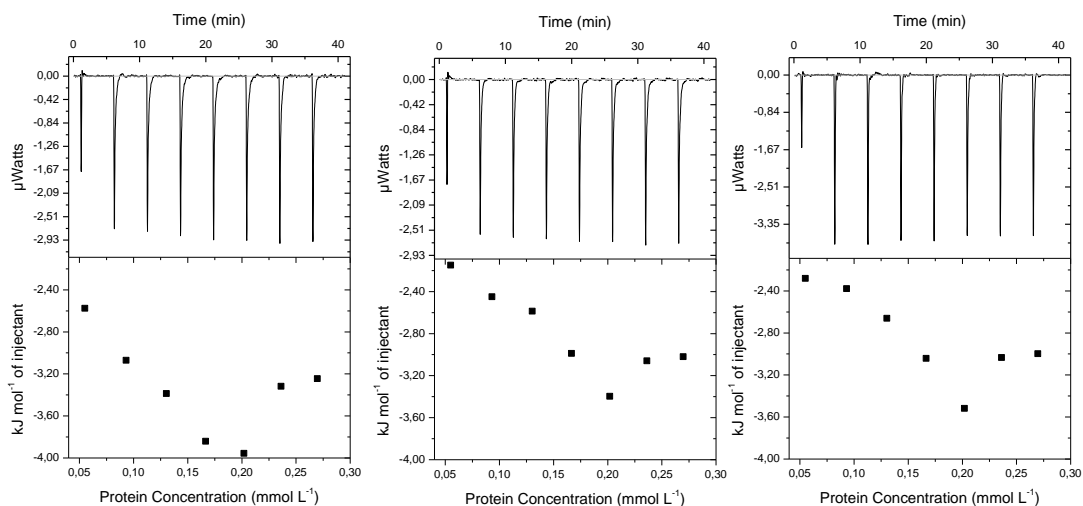 Time (min)
0 10 20 30 40
0,00
-0,42
-0,84
-1,26
-1,67
-2,09
-2,51
-2,93
µWatts
-2,40
-2,80
-3,20
-3,60
-4,00
kJ mol⁻¹ of injectant
0,05 0,10 0,15 0,20 0,25 0,30
Protein Concentration (mmol L⁻¹)
Time (min)
0 10 20 30 40
0,00
-0,42
-0,84
-1,26
-1,67
-2,09
-2,51
-2,93
µWatts
-2,40
-2,80
-3,20
-3,60
-4,00
kJ mol⁻¹ of injectant
0,05 0,10 0,15 0,20 0,25 0,30
Protein Concentration (mmol L⁻¹)
Time (min)
0 10 20 30 40
0,00
-0,84
-1,67
-2,51
-3,35
µWatts
-2,40
-2,80
-3,20
-3,60
-4,00
kJ mol⁻¹ of injectant
0,05 0,10 0,15 0,20 0,25 0,30
Protein Concentration (mmol L⁻¹)